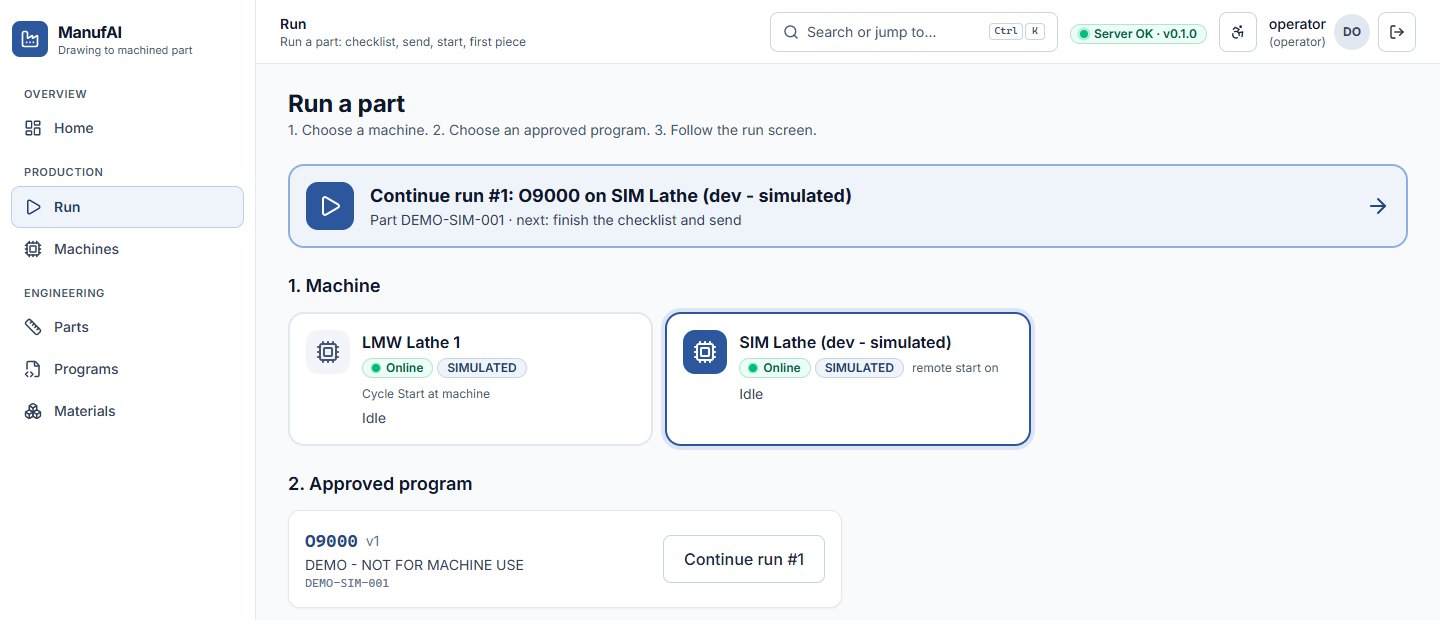 ManufAI
Drawing to machined part
OVERVIEW
Home
PRODUCTION
Run
Machines
ENGINEERING
Parts
Programs
Materials
Run
Run a part: checklist, send, start, first piece
Search or jump to...
Ctrl K
Server OK · v0.1.0
operator
(operator)
DO
Run a part
1. Choose a machine. 2. Choose an approved program. 3. Follow the run screen.
Continue run #1: O9000 on SIM Lathe (dev - simulated)
Part DEMO-SIM-001 · next: finish the checklist and send
1. Machine
LMW Lathe 1
Online SIMULATED
Cycle Start at machine
Idle
SIM Lathe (dev - simulated)
Online SIMULATED remote start on
Idle
2. Approved program
O9000 v1
DEMO - NOT FOR MACHINE USE
DEMO-SIM-001
Continue run #1